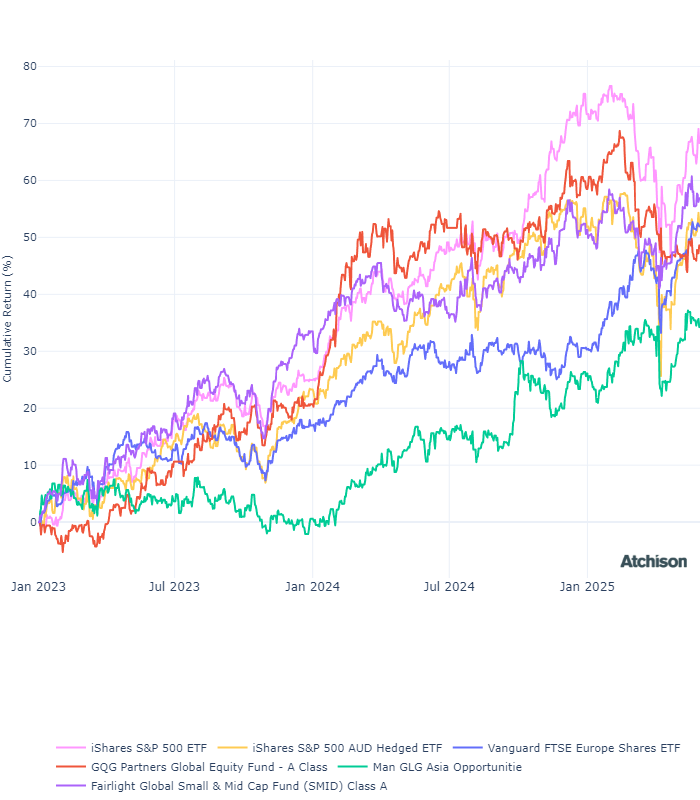 80
70
60
50
40
30
20
10
0
Cumulative Return (%)
Jan 2023 Jul 2023 Jan 2024 Jul 2024 Jan 2025
Atchison
iShares S&P 500 ETF iShares S&P 500 AUD Hedged ETF Vanguard FTSE Europe Shares ETF
GQG Partners Global Equity Fund - A Class Man GLG Asia Opportunitie
Fairlight Global Small & Mid Cap Fund (SMID) Class A